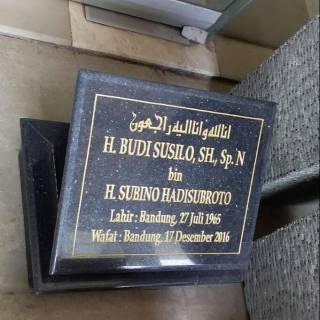 انا لله وانا اليه راجعون
H. BUDI SUSILO, SH., Sp. N
bin
H. SUBINO HADISUBROTO
Lahir : Bandung, 27 Juli 1965
Wafat : Bandung, 17 Desember 2016